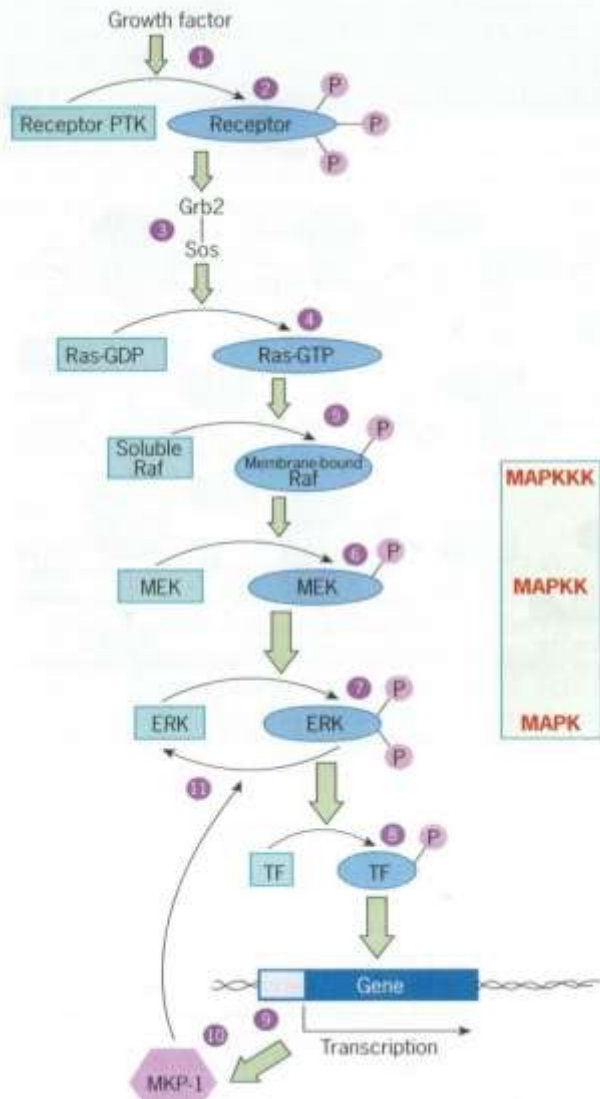 Growth factor
1
2
P
P
P
Receptor PTK
Receptor
Grb2
3
Sos
4
Ras-GDP
Ras-GTP
5
P
Soluble
Raf
Membrane-bound
Raf
MAPKKK
6
P
MEK
MEK
MAPKK
7
P
ERK
ERK
P
MAPK
11
8
P
TF
TF
Gene
9
Transcription
10
MKP-1